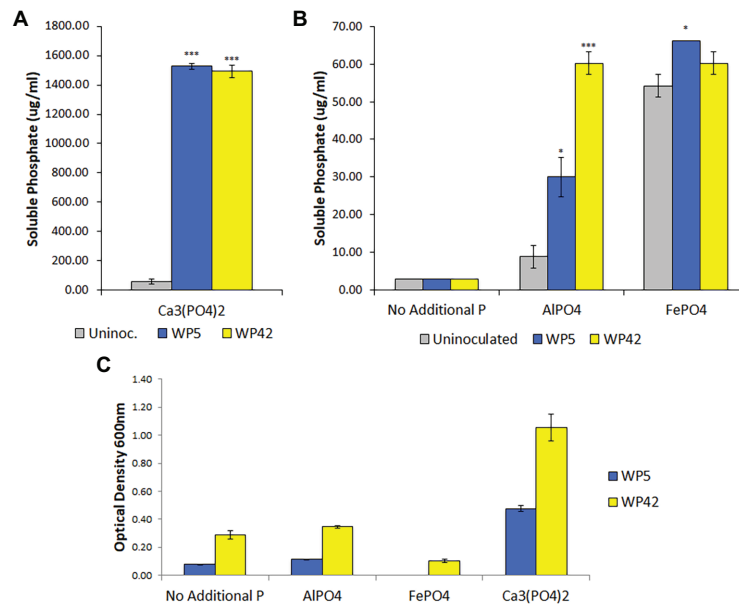 A
Soluble Phosphate (ug/ml)
1800.00
1600.00
1400.00
1200.00
1000.00
800.00
600.00
400.00
200.00
0.00
*** ***
Ca3(PO4)2
Uninoc. WP5 WP42
B
Soluble Phosphate (ug/ml)
70.00
60.00
50.00
40.00
30.00
20.00
10.00
0.00
* *** *
No Additional P AlPO4 FePO4
Uninoculated WP5 WP42
C
Optical Density 600nm
1.40
1.20
1.00
0.80
0.60
0.40
0.20
0.00
No Additional P AlPO4 FePO4 Ca3(PO4)2
WP5
WP42